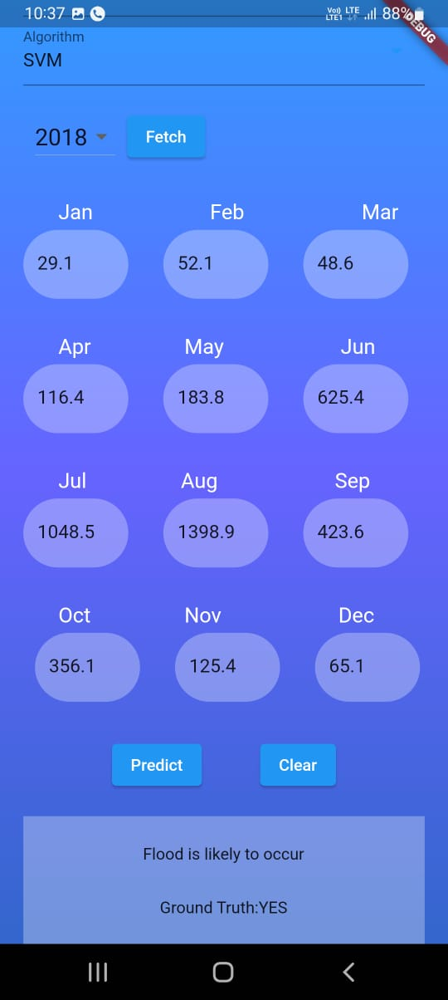 10:37 Vo)) LTE LTE1 88%
DEBUG
Algorithm
SVM
2018 Fetch
Jan Feb Mar
29.1 52.1 48.6
Apr May Jun
116.4 183.8 625.4
Jul Aug Sep
1048.5 1398.9 423.6
Oct Nov Dec
356.1 125.4 65.1
Predict Clear
Flood is likely to occur
Ground Truth:YES